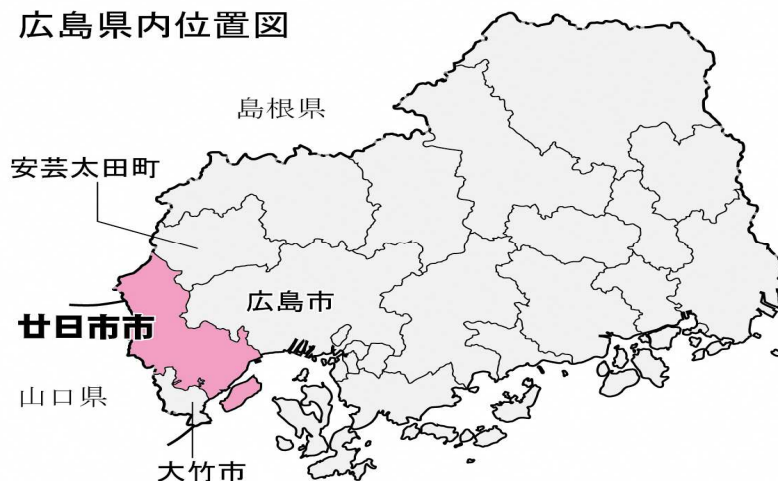 広島県内位置図
島根県
安芸太田町
広島市
廿日市市
山口県
大竹市